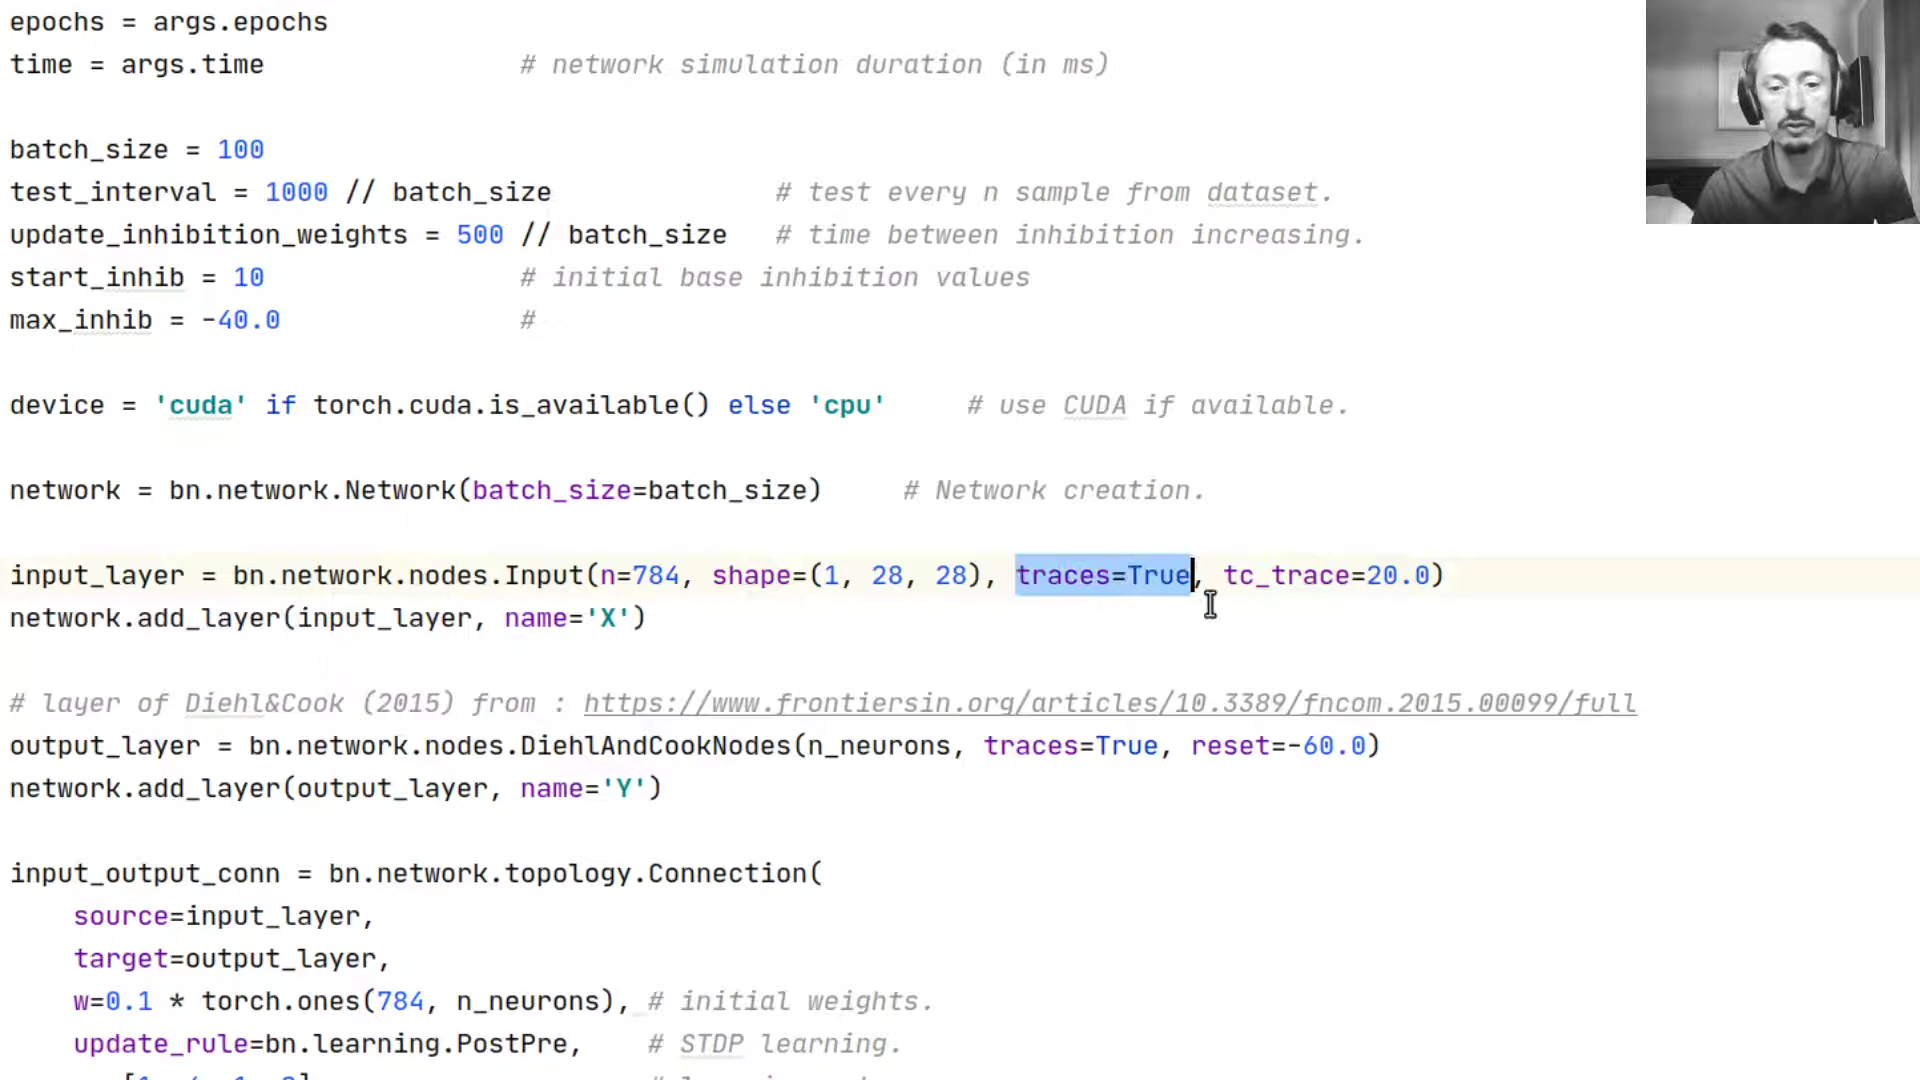 epochs = args.epochs
time = args.time # network simulation duration (in ms)
batch_size = 100
test_interval = 1000 // batch_size # test every n sample from dataset.
update_inhibition_weights = 500 // batch_size # time between inhibition increasing.
start_inhib = 10 # initial base inhibition values
max_inhib = -40.0 #
device = 'cuda' if torch.cuda.is_available() else 'cpu' # use CUDA if available.
network = bn.network.Network(batch_size=batch_size) # Network creation.
input_layer = bn.network.nodes.Input(n=784, shape=(1, 28, 28), traces=True, tc_trace=20.0)
network.add_layer(input_layer, name='X')
# layer of Diehl&Cook (2015) from : https://www.frontiersin.org/articles/10.3389/fncom.2015.00099/full
output_layer = bn.network.nodes.DiehlAndCookNodes(n_neurons, traces=True, reset=-60.0)
network.add_layer(output_layer, name='Y')
input_output_conn = bn.network.topology.Connection(
source=input_layer,
target=output_layer,
w=0.1 * torch.ones(784, n_neurons), # initial weights.
update_rule=bn.learning.PostPre, # STDP learning.